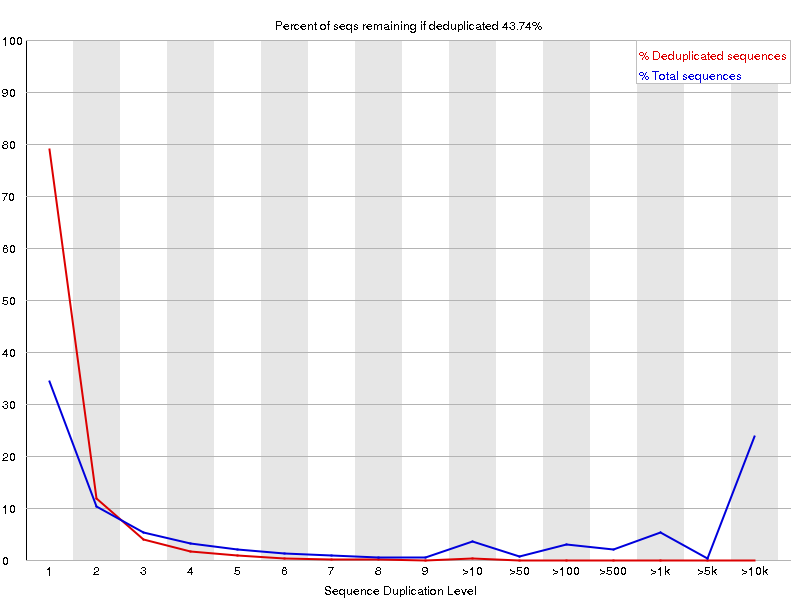 Percent of seqs remaining if deduplicated 43.74%
% Deduplicated sequences
% Total sequences
100
90
80
70
60
50
40
30
20
10
0
1 2 3 4 5 6 7 8 9 >10 >50 >100 >500 >1k >5k >10k
Sequence Duplication Level